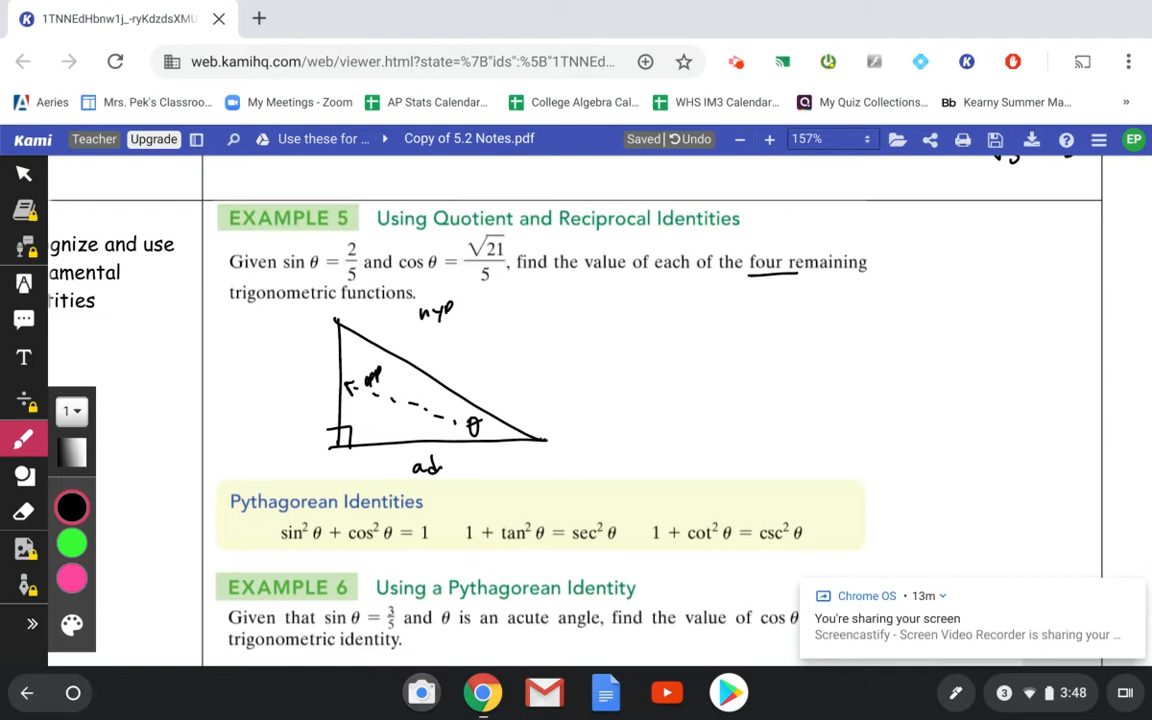 1TNNEdHbnw1j_-ryKdzdsXMU
web.kamihq.com/web/viewer.html?state=%7B"ids":%5B"1TNNEd...
Aeries Mrs. Pek's Classroo... My Meetings - Zoom AP Stats Calendar... College Algebra Cal... WHS IM3 Calendar... My Quiz Collections... Bb Kearny Summer Ma... »
Kami Teacher Upgrade Use these for ... Copy of 5.2 Notes.pdf Saved | Undo 157% EP
EXAMPLE 5 Using Quotient and Reciprocal Identities
gnize and use
amental
tities
Given sin θ = 2/5 and cos θ = √21/5, find the value of each of the four remaining
trigonometric functions.
hyp
opp
θ
adj
1
Pythagorean Identities
sin² θ + cos² θ = 1 1 + tan² θ = sec² θ 1 + cot² θ = csc² θ
EXAMPLE 6 Using a Pythagorean Identity
Given that sin θ = 3/5 and θ is an acute angle, find the value of cos θ
trigonometric identity.
Chrome OS • 13m
You're sharing your screen
Screencastify - Screen Video Recorder is sharing your ...
3 3:48